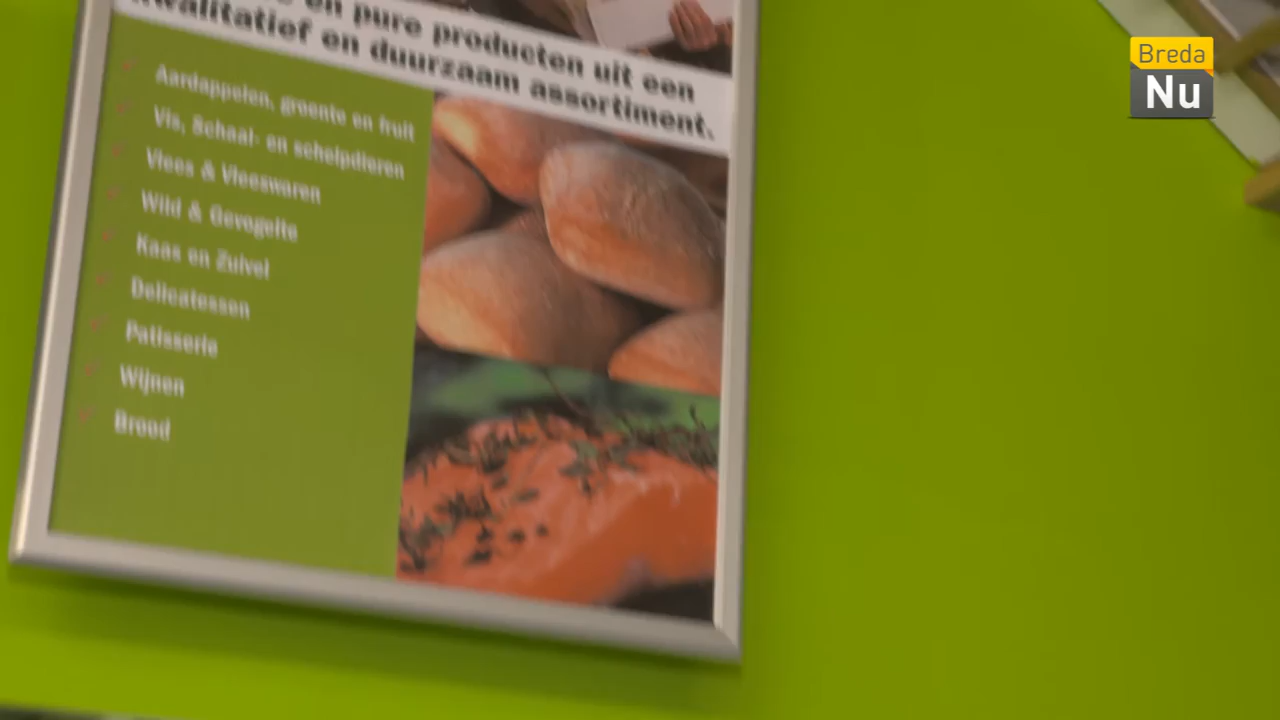 en pure producten uit een
kwalitatief en duurzaam assortiment.
Aardappelen, groente en fruit
Vis, Schaal- en schelpdieren
Vlees & Vleeswaren
Wild & Gevogelte
Kaas en Zuivel
Delicatessen
Patisserie
Wijnen
Brood
Breda
Nu